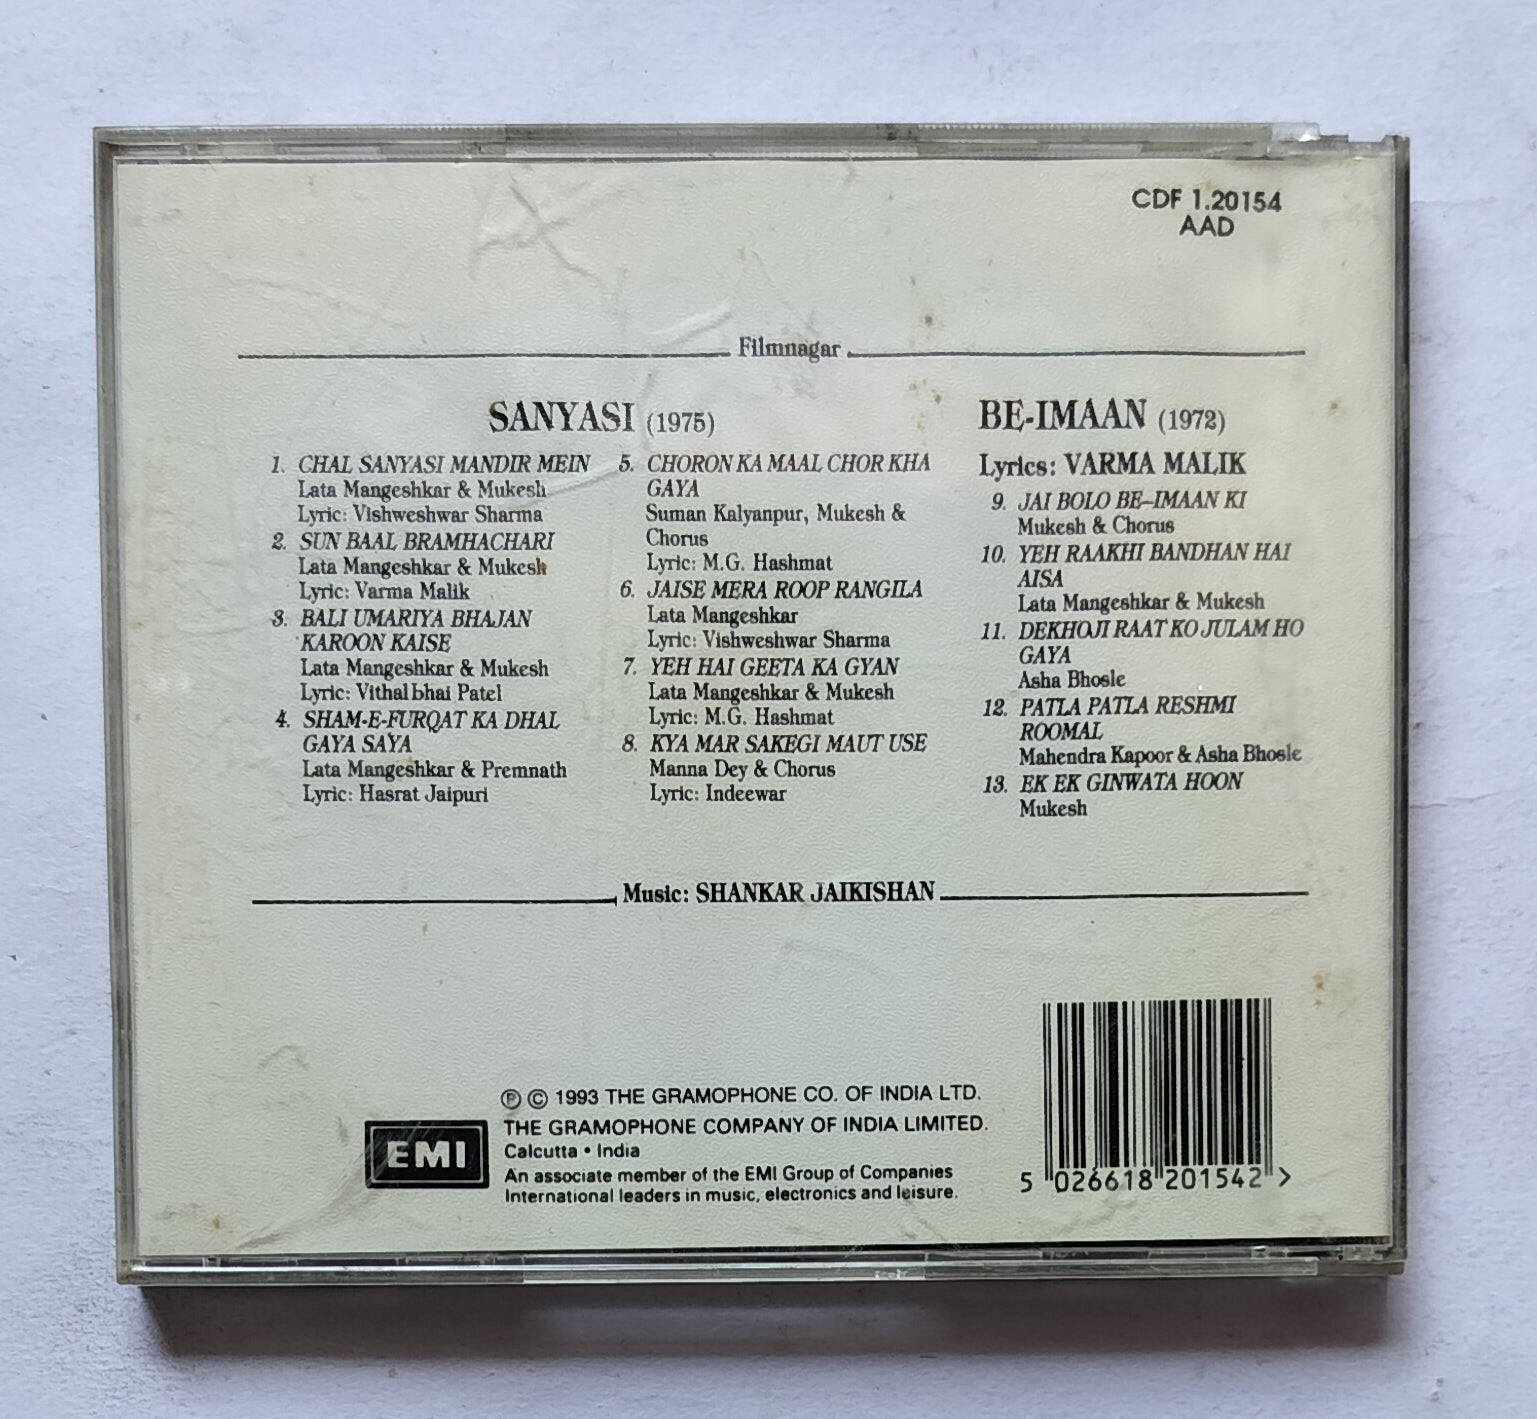 CDF 1.20154
AAD
Filmnagar
SANYASI (1975)
1. CHAL SANYASI MANDIR MEIN
Lata Mangeshkar & Mukesh
Lyric: Vishweshwar Sharma
2. SUN BAAL BRAMHACHARI
Lata Mangeshkar & Mukesh
Lyric: Varma Malik
3. BALI UMARIYA BHAJAN
KAROON KAISE
Lata Mangeshkar & Mukesh
Lyric: Vithalbhai Patel
4. SHAM-E-FURQAT KA DHAL
GAYA SAYA
Lata Mangeshkar & Premnath
Lyric: Hasrat Jaipuri
5. CHORON KA MAAL CHOR KHA
GAYA
Suman Kalyanpur, Mukesh &
Chorus
Lyric: M.G. Hashmat
6. JAISE MERA ROOP RANGILA
Lata Mangeshkar
Lyric: Vishweshwar Sharma
7. YEH HAI GEETA KA GYAN
Lata Mangeshkar & Mukesh
Lyric: M.G. Hashmat
8. KYA MAR SAKEGI MAUT USE
Manna Dey & Chorus
Lyric: Indeewar
BE-IMAAN (1972)
Lyrics: VARMA MALIK
9. JAI BOLO BE-IMAAN KI
Mukesh & Chorus
10. YEH RAAKHI BANDHAN HAI
AISA
Lata Mangeshkar & Mukesh
11. DEKHOJI RAAT KO JULAM HO
GAYA
Asha Bhosle
12. PATLA PATLA RESHMI
ROOMAL
Mahendra Kapoor & Asha Bhosle
13. EK EK GINWATA HOON
Mukesh
Music: SHANKAR JAIKISHAN
℗ © 1993 THE GRAMOPHONE CO. OF INDIA LTD.
EMI
THE GRAMOPHONE COMPANY OF INDIA LIMITED.
Calcutta • India
An associate member of the EMI Group of Companies
International leaders in music, electronics and leisure.
5 026618 201542 >